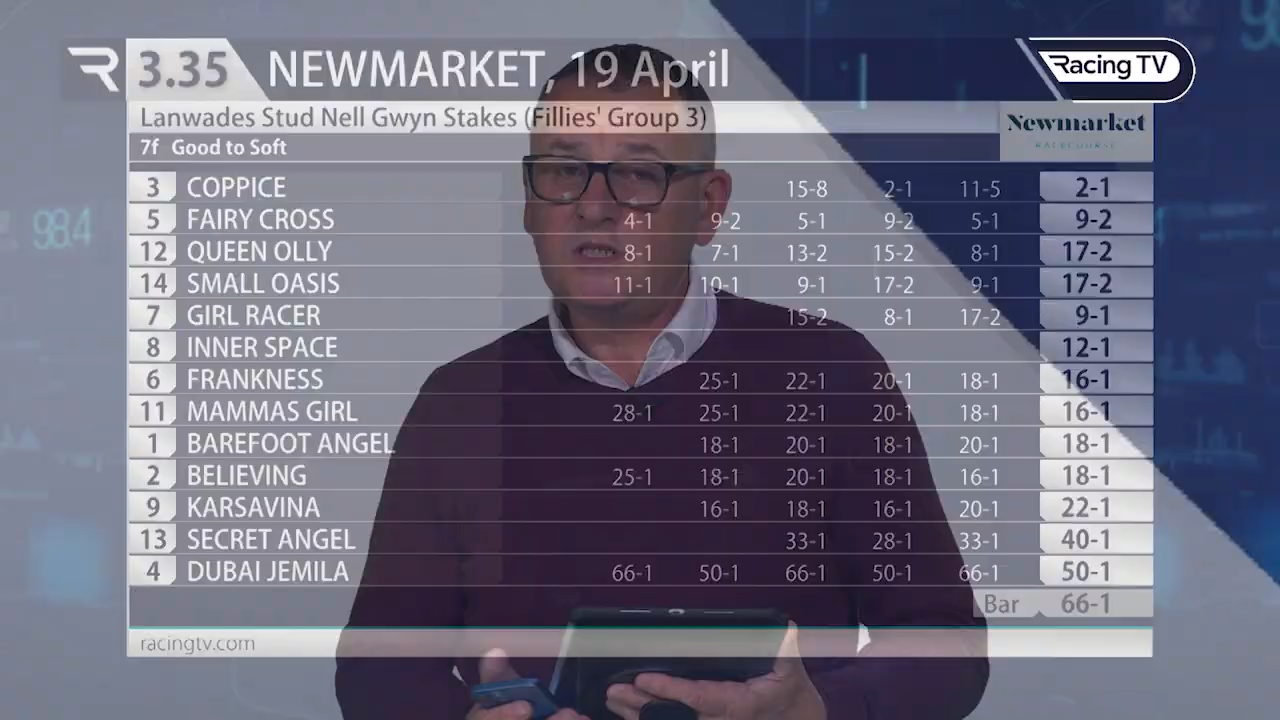 3.35 NEWMARKET, 19 April
Racing TV
Lanwades Stud Nell Gwyn Stakes (Fillies' Group 3)
Newmarket
RACECOURSE
7f Good to Soft
3 COPPICE 15-8 2-1 11-5 2-1
5 FAIRY CROSS 4-1 9-2 5-1 9-2 5-1 9-2
12 QUEEN OLLY 8-1 7-1 13-2 15-2 8-1 17-2
14 SMALL OASIS 11-1 10-1 9-1 17-2 9-1 17-2
7 GIRL RACER 15-2 8-1 17-2 9-1
8 INNER SPACE 12-1
6 FRANKNESS 25-1 22-1 20-1 18-1 16-1
11 MAMMAS GIRL 28-1 25-1 22-1 20-1 18-1 16-1
1 BAREFOOT ANGEL 18-1 20-1 18-1 20-1 18-1
2 BELIEVING 25-1 18-1 20-1 18-1 16-1 18-1
9 KARSAVINA 16-1 18-1 16-1 20-1 22-1
13 SECRET ANGEL 33-1 28-1 33-1 40-1
4 DUBAI JEMILA 66-1 50-1 66-1 50-1 66-1 50-1
Bar 66-1
racingtv.com
98.4